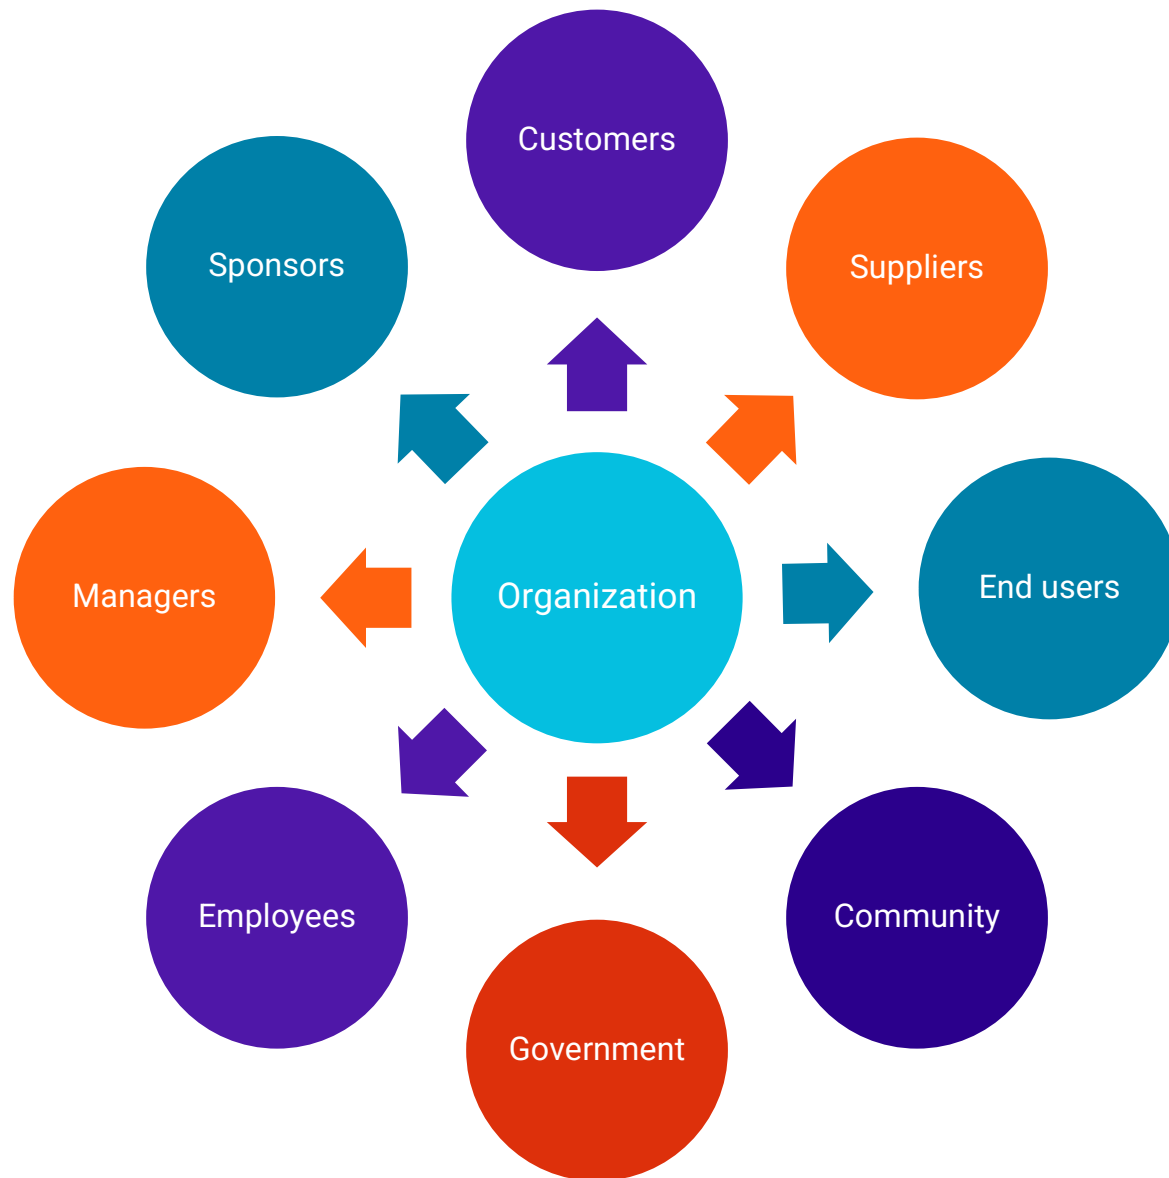 Customers
Sponsors
Suppliers
Managers
Organization
End users
Employees
Community
Government